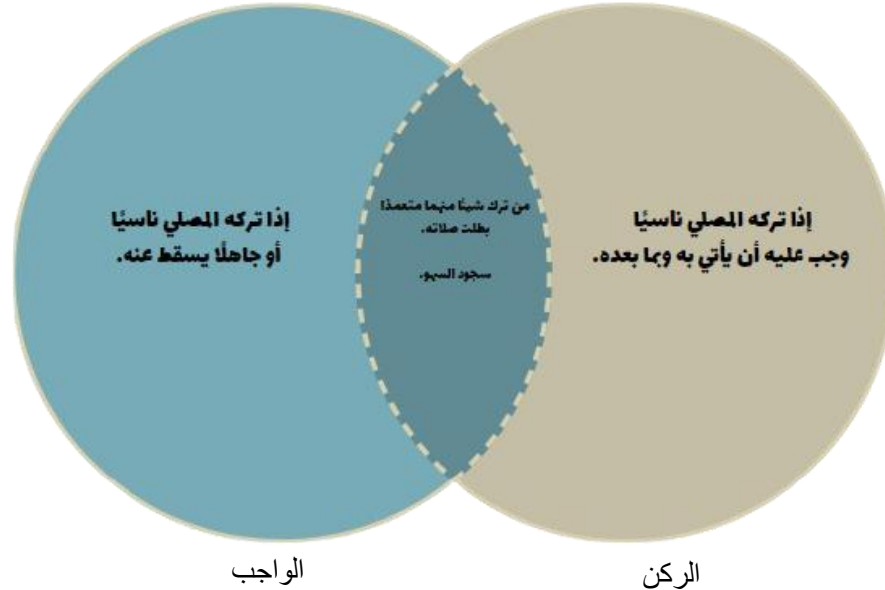 إذا تركه المصلي ناسيًا
وجب عليه أن يأتي به وبما بعده.
من ترك شيئًا منهما متعمدًا
بطلت صلاته.
سجود السهو.
إذا تركه المصلي ناسيًا
أو جاهلًا يسقط عنه.
الركن
الواجب